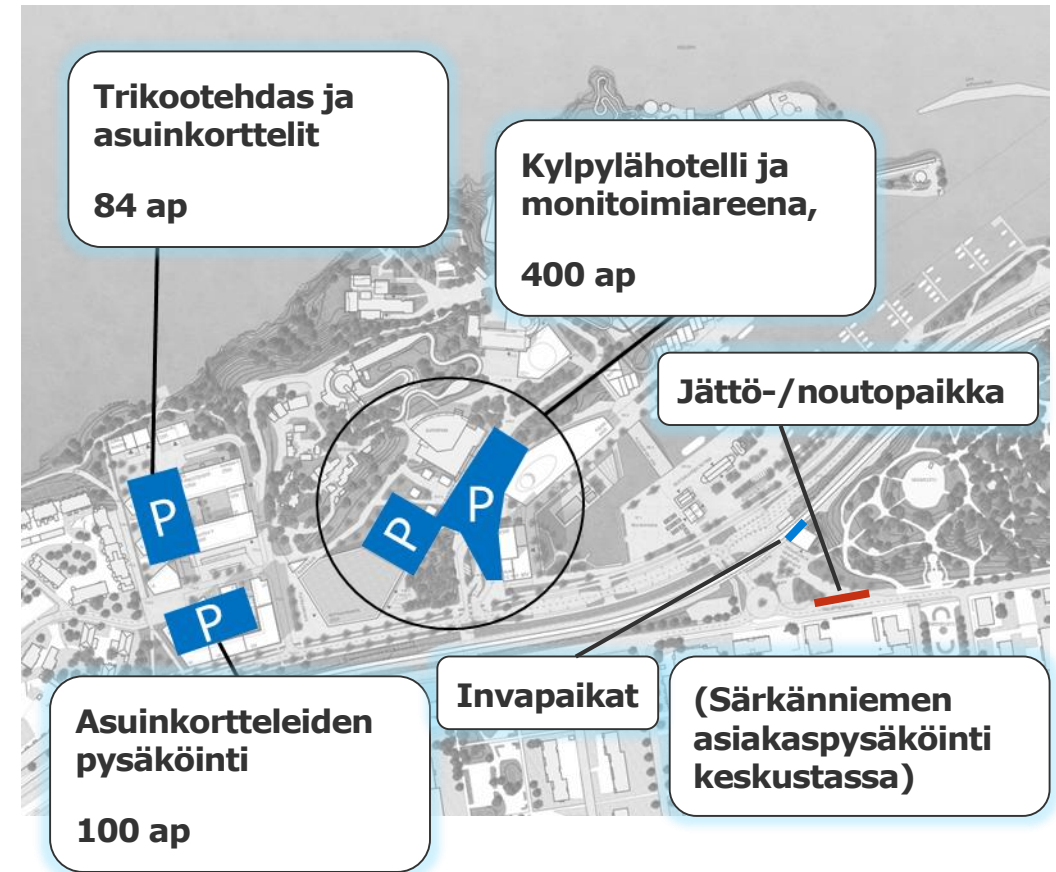 Trikootehdas ja
asuinkorttelit
84 ap
Kylpylähotelli ja
monitoimiareena,
400 ap
Jättö-/noutopaikka
P
P
P
P
Invapaikat
(Särkänniemen
asiakaspysäköinti
keskustassa)
Asuinkortteleiden
pysäköinti
100 ap